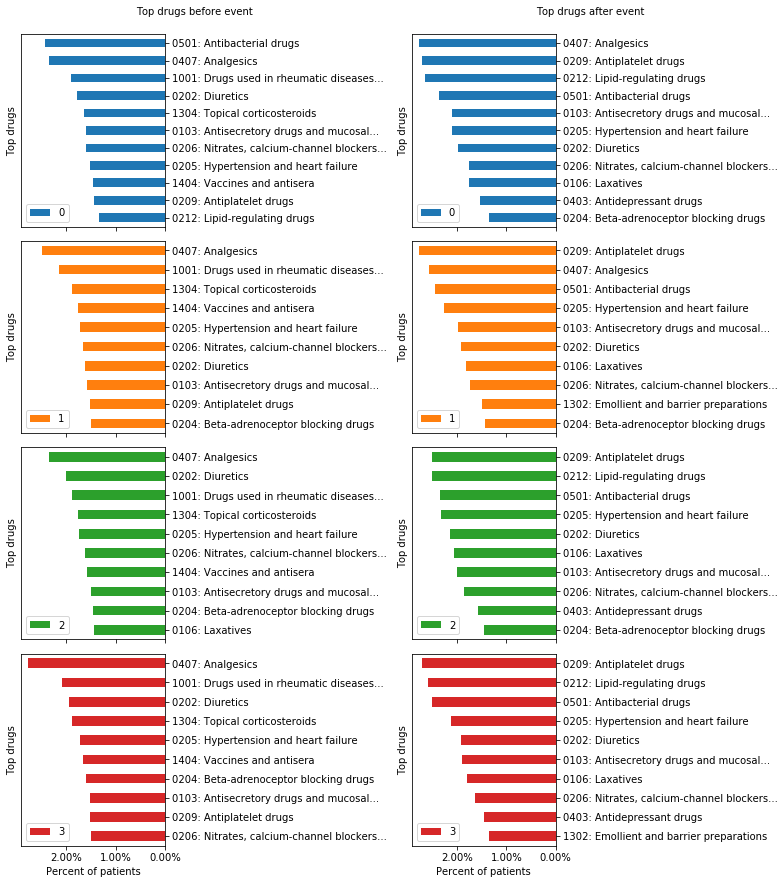 Top drugs before event
Top drugs
0501: Antibacterial drugs
0407: Analgesics
1001: Drugs used in rheumatic diseases...
0202: Diuretics
1304: Topical corticosteroids
0103: Antisecretory drugs and mucosal...
0206: Nitrates, calcium-channel blockers...
0205: Hypertension and heart failure
1404: Vaccines and antisera
0209: Antiplatelet drugs
0212: Lipid-regulating drugs
0
Top drugs after event
Top drugs
0407: Analgesics
0209: Antiplatelet drugs
0212: Lipid-regulating drugs
0501: Antibacterial drugs
0103: Antisecretory drugs and mucosal...
0205: Hypertension and heart failure
0202: Diuretics
0206: Nitrates, calcium-channel blockers...
0106: Laxatives
0403: Antidepressant drugs
0204: Beta-adrenoceptor blocking drugs
0
Top drugs
0407: Analgesics
1001: Drugs used in rheumatic diseases...
1304: Topical corticosteroids
1404: Vaccines and antisera
0205: Hypertension and heart failure
0206: Nitrates, calcium-channel blockers...
0202: Diuretics
0103: Antisecretory drugs and mucosal...
0209: Antiplatelet drugs
0204: Beta-adrenoceptor blocking drugs
1
Top drugs
0209: Antiplatelet drugs
0407: Analgesics
0501: Antibacterial drugs
0205: Hypertension and heart failure
0103: Antisecretory drugs and mucosal...
0202: Diuretics
0106: Laxatives
0206: Nitrates, calcium-channel blockers...
1302: Emollient and barrier preparations
0204: Beta-adrenoceptor blocking drugs
1
Top drugs
0407: Analgesics
0202: Diuretics
1001: Drugs used in rheumatic diseases...
1304: Topical corticosteroids
0205: Hypertension and heart failure
0206: Nitrates, calcium-channel blockers...
1404: Vaccines and antisera
0103: Antisecretory drugs and mucosal...
0204: Beta-adrenoceptor blocking drugs
0106: Laxatives
2
Top drugs
0209: Antiplatelet drugs
0212: Lipid-regulating drugs
0501: Antibacterial drugs
0205: Hypertension and heart failure
0202: Diuretics
0106: Laxatives
0103: Antisecretory drugs and mucosal...
0206: Nitrates, calcium-channel blockers...
0403: Antidepressant drugs
0204: Beta-adrenoceptor blocking drugs
2
Top drugs
0407: Analgesics
1001: Drugs used in rheumatic diseases...
0202: Diuretics
1304: Topical corticosteroids
0205: Hypertension and heart failure
1404: Vaccines and antisera
0204: Beta-adrenoceptor blocking drugs
0103: Antisecretory drugs and mucosal...
0209: Antiplatelet drugs
0206: Nitrates, calcium-channel blockers...
3
2.00% 1.00% 0.00%
Percent of patients
Top drugs
0209: Antiplatelet drugs
0212: Lipid-regulating drugs
0501: Antibacterial drugs
0205: Hypertension and heart failure
0202: Diuretics
0103: Antisecretory drugs and mucosal...
0106: Laxatives
0206: Nitrates, calcium-channel blockers...
0403: Antidepressant drugs
1302: Emollient and barrier preparations
3
2.00% 1.00% 0.00%
Percent of patients